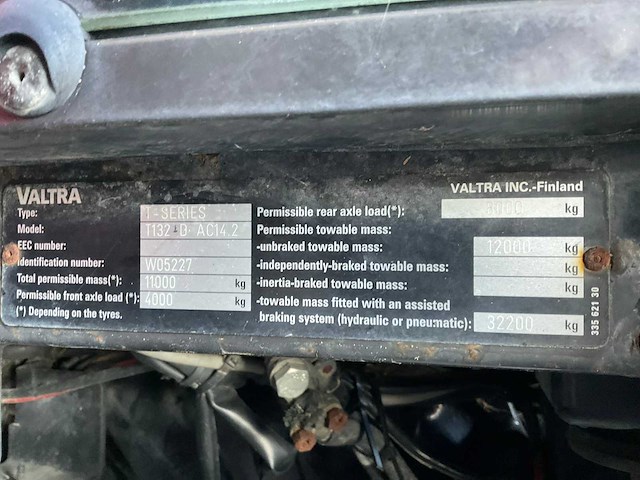 VALTRA
VALTRA INC.-Finland
Type: T-SERIES
Model: T132 D AC14.2
EEC number:
Identification number: W05227
Total permissible mass(*): 11000 kg
Permissible front axle load (*): 4000 kg
(*) Depending on the tyres.
Permissible rear axle load(*): kg
Permissible towable mass:
-unbraked towable mass: 12000 kg
-independently-braked towable mass: kg
-inertia-braked towable mass: kg
-towable mass fitted with an assisted
braking system (hydraulic or pneumatic): 32200 kg
335 621 30